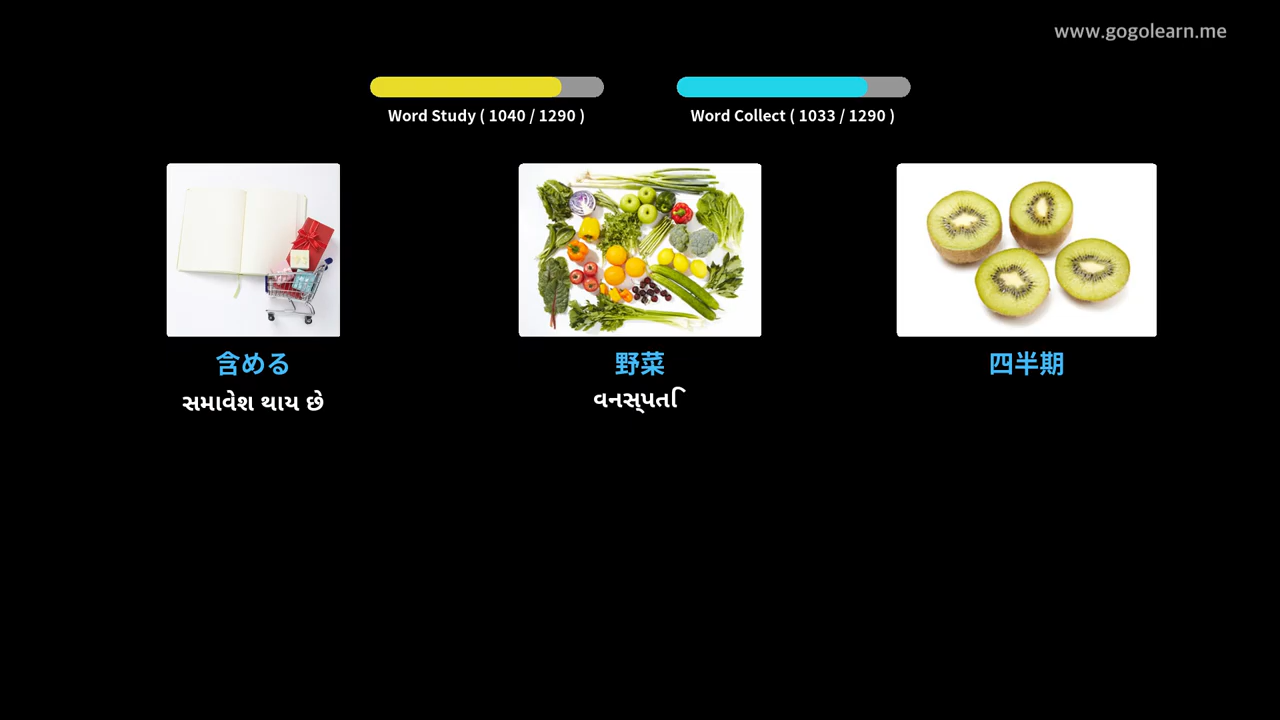 www.gogolearn.me
Word Study ( 1040 / 1290 )
Word Collect ( 1033 / 1290 )
含める
野菜
四半期
સમાવેશ થાય છે
વનસ્પતિ